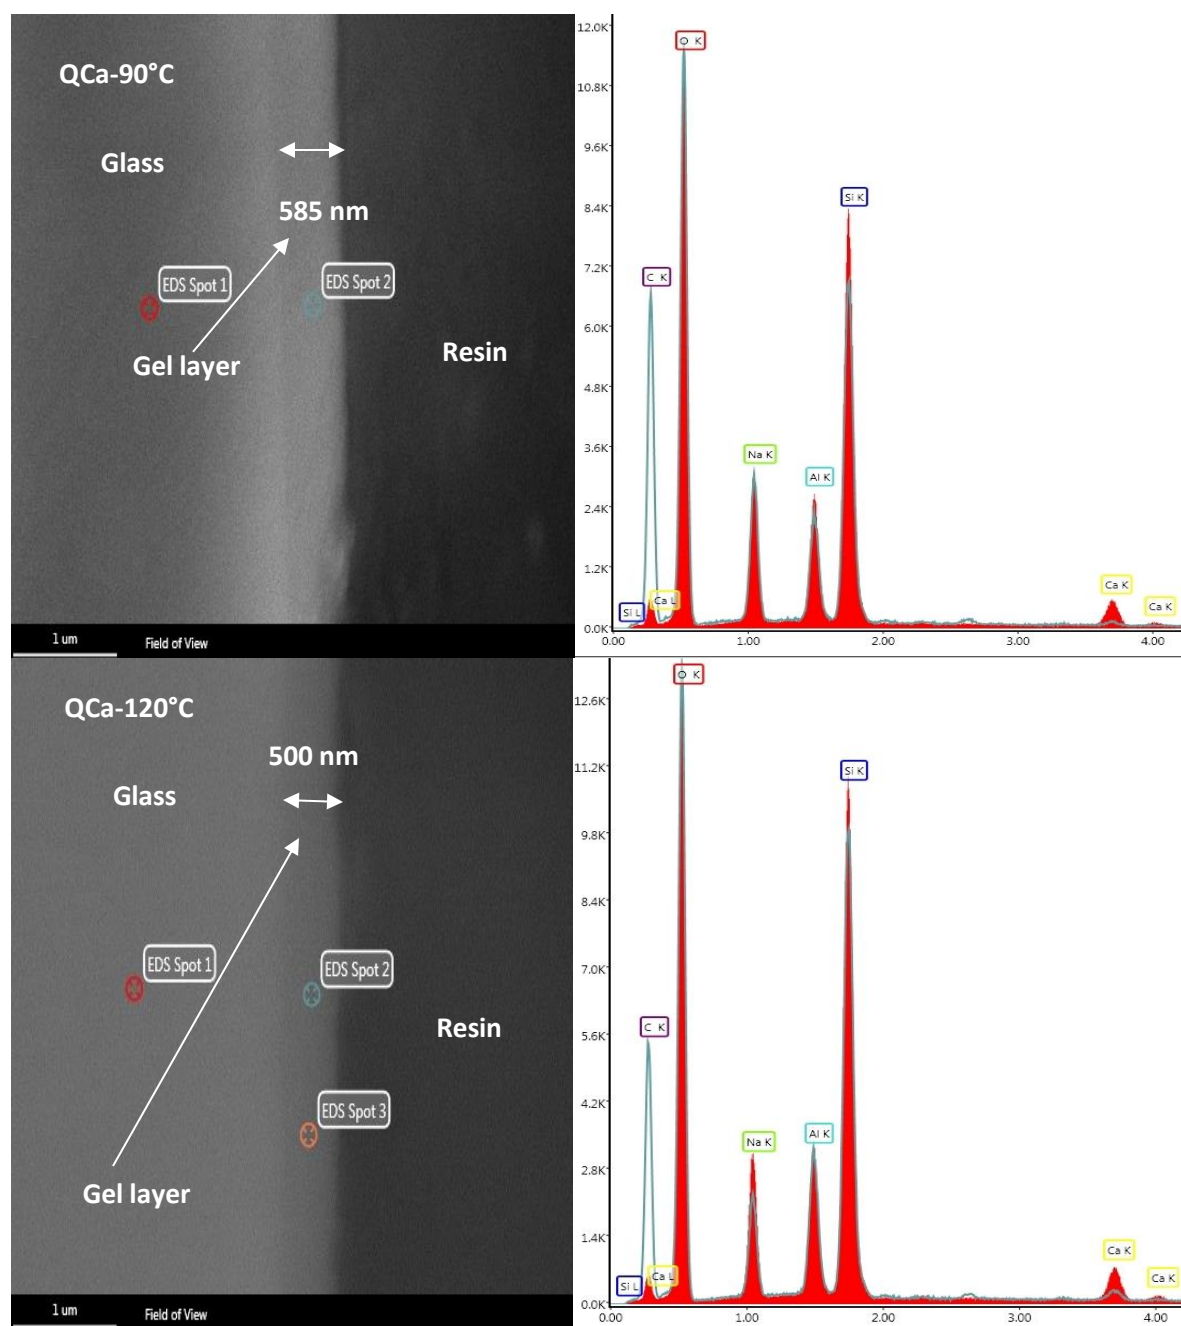 QCa-90°C
Glass
585 nm
EDS Spot 1
EDS Spot 2
Gel layer
Resin
1 um
Field of View
12.0K
10.8K
9.6K
8.4K
7.2K
6.0K
4.8K
3.6K
2.4K
1.2K
0.0K
O K
Si K
C K
Na K
Al K
Si L
Ca L
Ca K
Ca K
0.00
1.00
2.00
3.00
4.00
QCa-120°C
500 nm
Glass
EDS Spot 1
EDS Spot 2
Resin
EDS Spot 3
Gel layer
1 um
Field of View
12.6K
11.2K
9.8K
8.4K
7.0K
5.6K
4.2K
2.8K
1.4K
0.0K
O K
Si K
C K
Na K
Al K
Si L
Ca L
Ca K
Ca K
0.00
1.00
2.00
3.00
4.00